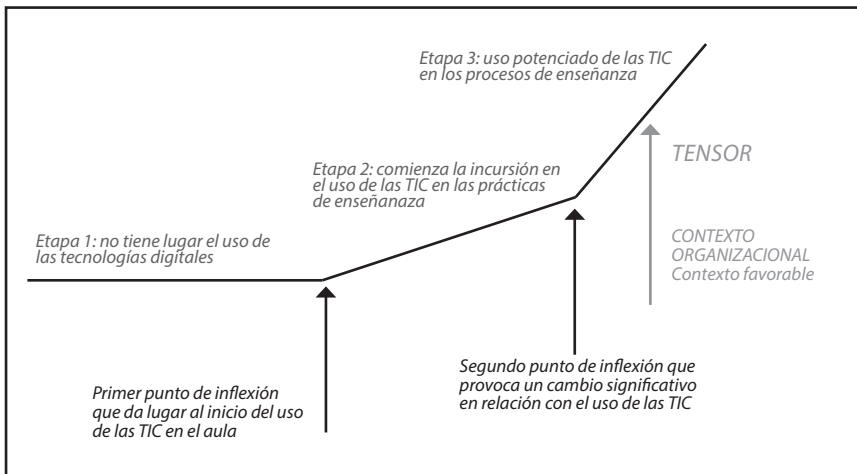 Etapa 3: uso potenciado de las TIC
en los procesos de enseñanza
Etapa 2: comienza la incursión en
el uso de las TIC en las prácticas
de enseñanaza
TENSOR
Etapa 1: no tiene lugar el uso de
las tecnologías digitales
CONTEXTO
ORGANIZACIONAL
Contexto favorable
Primer punto de inflexión
que da lugar al inicio del uso
de las TIC en el aula
Segundo punto de inflexión que
provoca un cambio significativo
en relación con el uso de las TIC